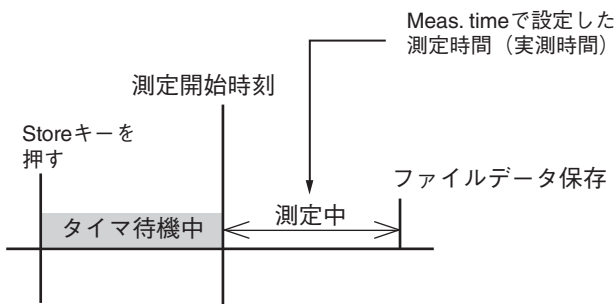 Meas. timeで設定した
測定時間（実測時間）
測定開始時刻
Storeキーを
押す
ファイルデータ保存
タイマ待機中
測定中